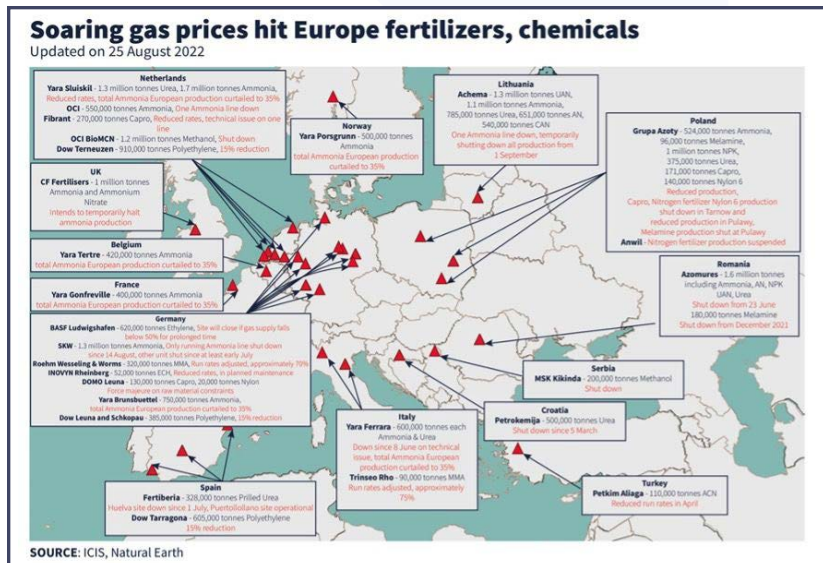 Soaring gas prices hit Europe fertilizers, chemicals
Updated on 25 August 2022
Netherlands
Yara Sluiskil - 1.3 million tonnes Urea, 1.7 million tonnes Ammonia,
Reduced rates, total Ammonia European production curtailed to 35%
OCI - 550,000 tonnes Ammonia, One Ammonia line down
Fibrant - 270,000 tonnes Capro, Reduced rates, technical issue on one
line
OCI BioMCN - 1.2 million tonnes Methanol, Shut down
Dow Terneuzen - 910,000 tonnes Polyethylene, 15% reduction
Norway
Yara Porsgrunn - 500,000 tonnes
Ammonia
total Ammonia European production
curtailed to 35%
Lithuania
Achema - 1.3 million tonnes UAN,
1.1 million tonnes Ammonia,
785,000 tonnes Urea, 651,000 tonnes AN,
540,000 tonnes CAN
One Ammonia line down, temporarily
shutting down all production from
1 September
Poland
Grupa Azoty - 524,000 tonnes Ammonia,
96,000 tonnes Melamine,
1 million tonnes NPK,
375,000 tonnes Urea,
171,000 tonnes Capro,
140,000 tonnes Nylon 6
Reduced production,
Capro, Nitrogen fertilizer Nylon 6 production
shut down in Tarnow and
reduced production in Pulawy,
Melamine production shut at Pulawy
Anwil - Nitrogen fertilizer production suspended
UK
CF Fertilisers - 1 million tonnes
Ammonia and Ammonium
Nitrate
Intends to temporarily halt
ammonia production
Belgium
Yara Tertre - 420,000 tonnes Ammonia
total Ammonia European production curtailed to 35%
France
Yara Gonfreville - 400,000 tonnes Ammonia
total Ammonia European production curtailed to 35%
Germany
BASF Ludwigshafen - 620,000 tonnes Ethylene, Site will close if gas supply falls
below 50% for prolonged time
SKW - 1.3 million tonnes Ammonia, Only running Ammonia line shut down
since 14 August, other unit shut since at least early July
Roehm Wesseling & Worms - 320,000 tonnes MMA, Run rates adjusted, approximately 70%
INOVYN Rheinberg - 52,000 tonnes ECH, Reduced rates, in planned maintenance
DOMO Leuna - 130,000 tonnes Capro, 20,000 tonnes Nylon
Force majeure on raw material constraints
Yara Brunsbuettel - 750,000 tonnes Ammonia,
total Ammonia European production curtailed to 35%
Dow Leuna and Schkopau - 385,000 tonnes Polyethylene, 15% reduction
Remania
Azomures - 1.6 million tonnes
including Ammonia, AN, NPK
UAN, Urea
Shut down from 23 June
180,000 tonnes Melamine
Shut down from December 2021
Serbia
MSK Kikinda - 200,000 tonnes Methanol
Shut down
Croatia
Petrokemija - 500,000 tonnes Urea
Shut down since 5 March
Italy
Yara Ferrara - 600,000 tonnes each
Ammonia & Urea
Down since 8 June on technical
issue, total Ammonia European
production curtailed to 35%
Trinseo Rho - 90,000 tonnes MMA
Run rates adjusted, approximately
75%
Turkey
Petkim Aliaga - 110,000 tonnes ACN
Reduced run rates in April
Spain
Fertiberia - 328,000 tonnes Prilled Urea
Huelva site down since 1 July, Puertollolano site operational
Dow Tarragona - 605,000 tonnes Polyethylene
15% reduction
SOURCE: ICIS, Natural Earth